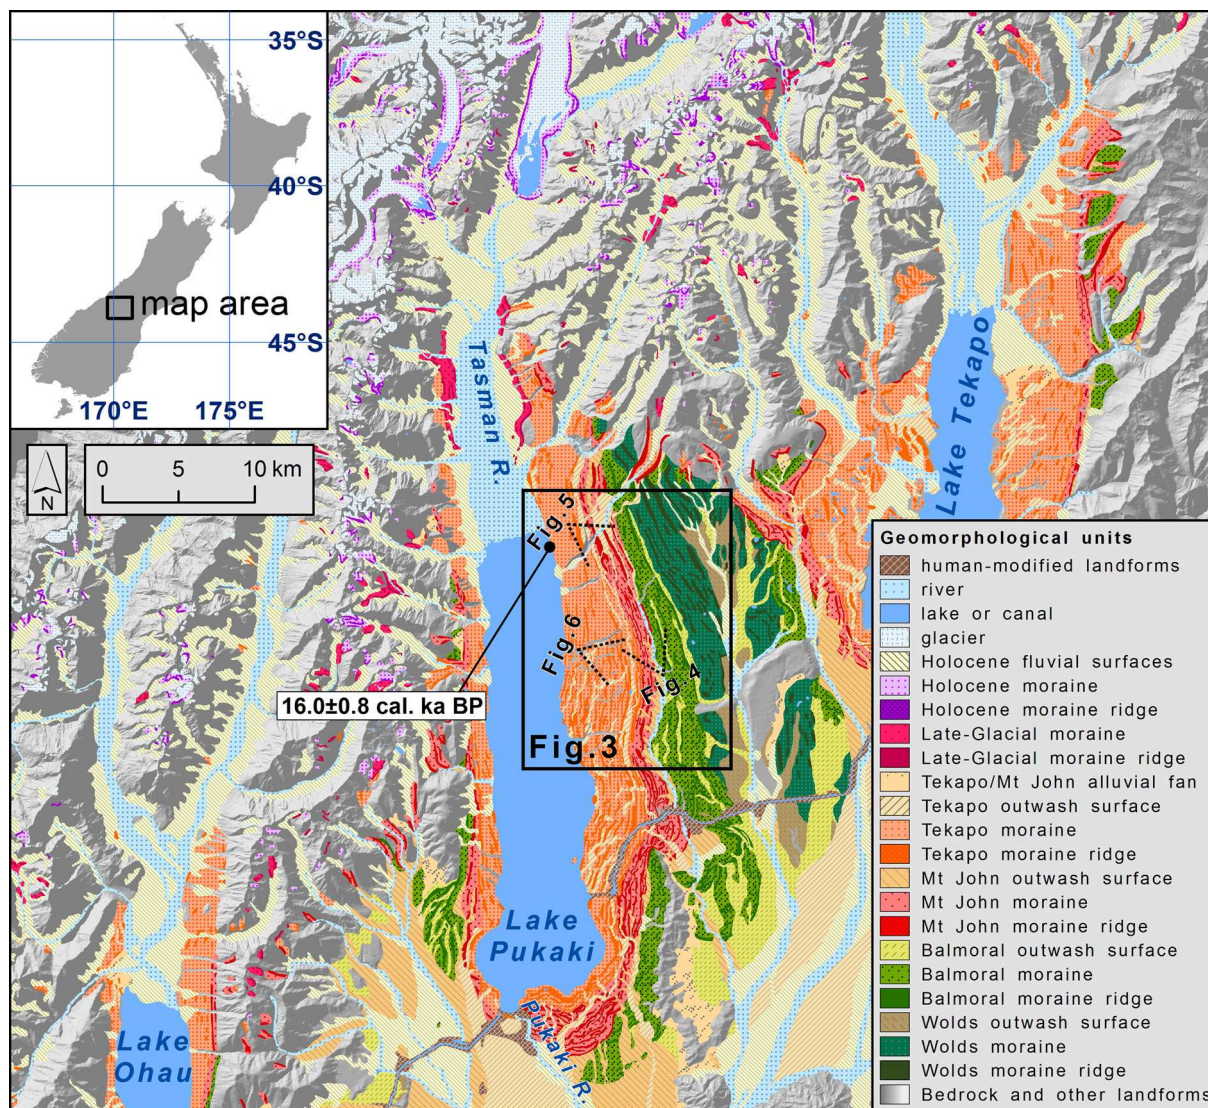 35°S
40°S
map area
45°S
170°E 175°E
N
0 5 10 km
Tasman R.
Lake Tekapo
Fig.5
Fig.6
Fig.4
16.0±0.8 cal. ka BP
Fig.3
Lake
Pukaki
Pukaki R.
Lake
Ohau
Geomorphological units
human-modified landforms
river
lake or canal
glacier
Holocene fluvial surfaces
Holocene moraine
Holocene moraine ridge
Late-Glacial moraine
Late-Glacial moraine ridge
Tekapo/Mt John alluvial fan
Tekapo outwash surface
Tekapo moraine
Tekapo moraine ridge
Mt John outwash surface
Mt John moraine
Mt John moraine ridge
Balmoral outwash surface
Balmoral moraine
Balmoral moraine ridge
Wolds outwash surface
Wolds moraine
Wolds moraine ridge
Bedrock and other landforms